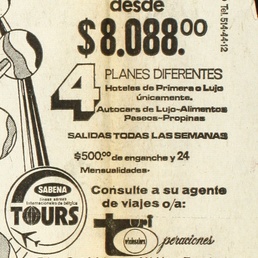 desde
$8.088.00
Tel. 514-44-12
4 PLANES DIFERENTES
Hoteles de Primera o Lujo
únicamente.
Autocars de Lujo-Alimentos
Paseos-Propinas
SALIDAS TODAS LAS SEMANAS
$500.00 de enganche y 24
Mensualidades.
SABENA
TOURS
Consulte a su agente
de viajes o/a:
peraciones